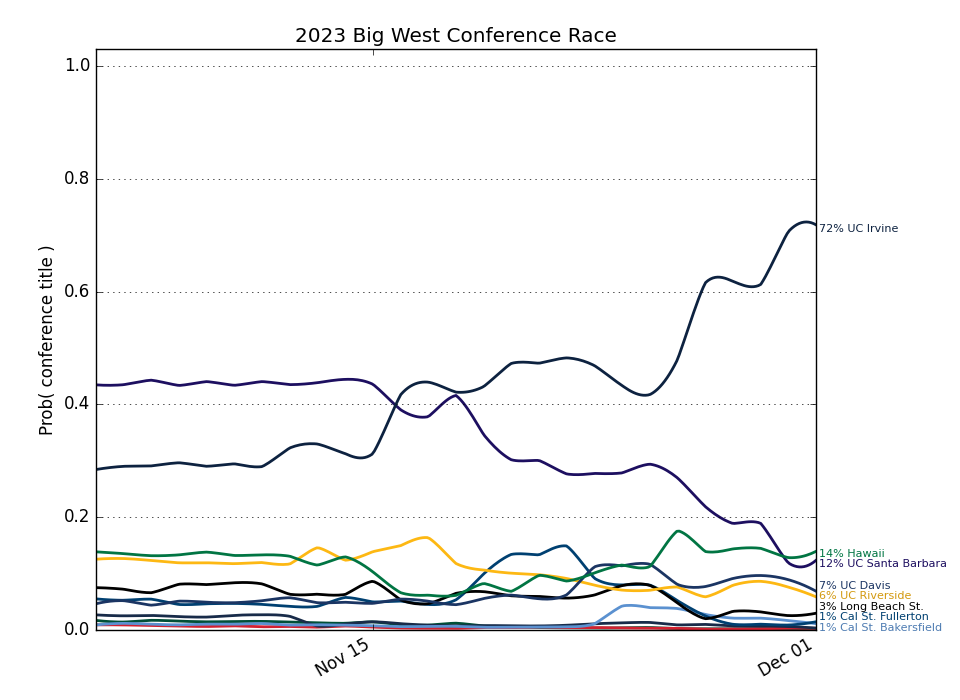 2023 Big West Conference Race
1.0
0.8
0.6
0.4
0.2
0.0
Prob( conference title )
Nov 15
Dec 01
72% UC Irvine
14% Hawaii
12% UC Santa Barbara
7% UC Davis
6% UC Riverside
3% Long Beach St.
1% Cal St. Fullerton
1% Cal St. Bakersfield